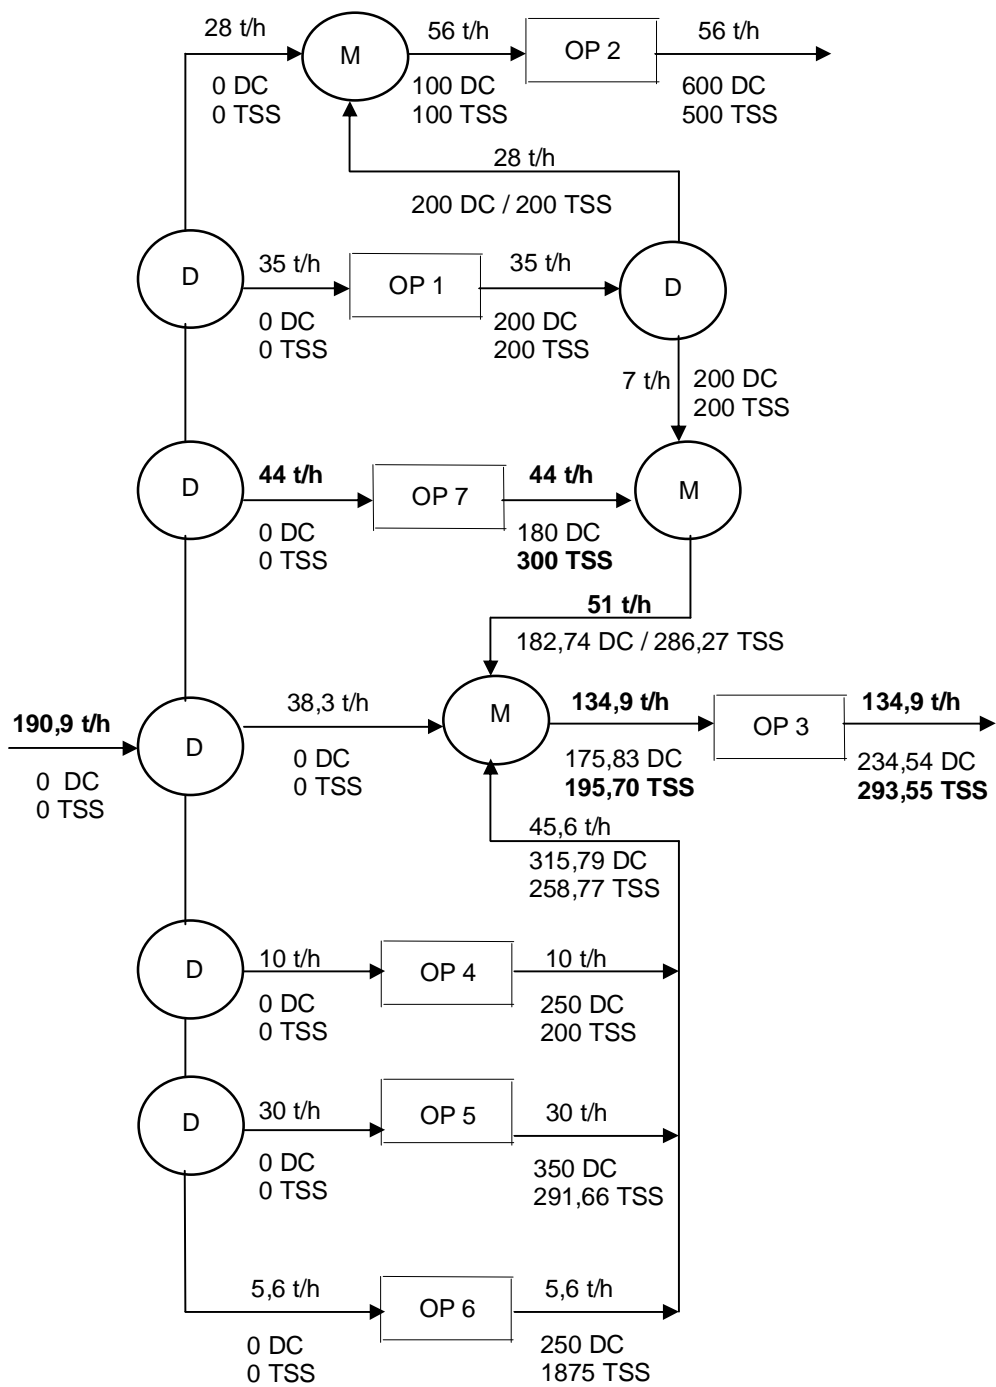 28 t/h
0 DC
0 TSS
M
56 t/h
100 DC
100 TSS
OP 2
56 t/h
600 DC
500 TSS
28 t/h
200 DC / 200 TSS
D
35 t/h
0 DC
0 TSS
OP 1
35 t/h
200 DC
200 TSS
D
7 t/h
200 DC
200 TSS
D
44 t/h
0 DC
0 TSS
OP 7
44 t/h
180 DC
300 TSS
M
51 t/h
182,74 DC / 286,27 TSS
190,9 t/h
0 DC
0 TSS
D
38,3 t/h
0 DC
0 TSS
M
134,9 t/h
175,83 DC
195,70 TSS
OP 3
134,9 t/h
234,54 DC
293,55 TSS
45,6 t/h
315,79 DC
258,77 TSS
D
10 t/h
0 DC
0 TSS
OP 4
10 t/h
250 DC
200 TSS
D
30 t/h
0 DC
0 TSS
OP 5
30 t/h
350 DC
291,66 TSS
5,6 t/h
0 DC
0 TSS
OP 6
5,6 t/h
250 DC
1875 TSS